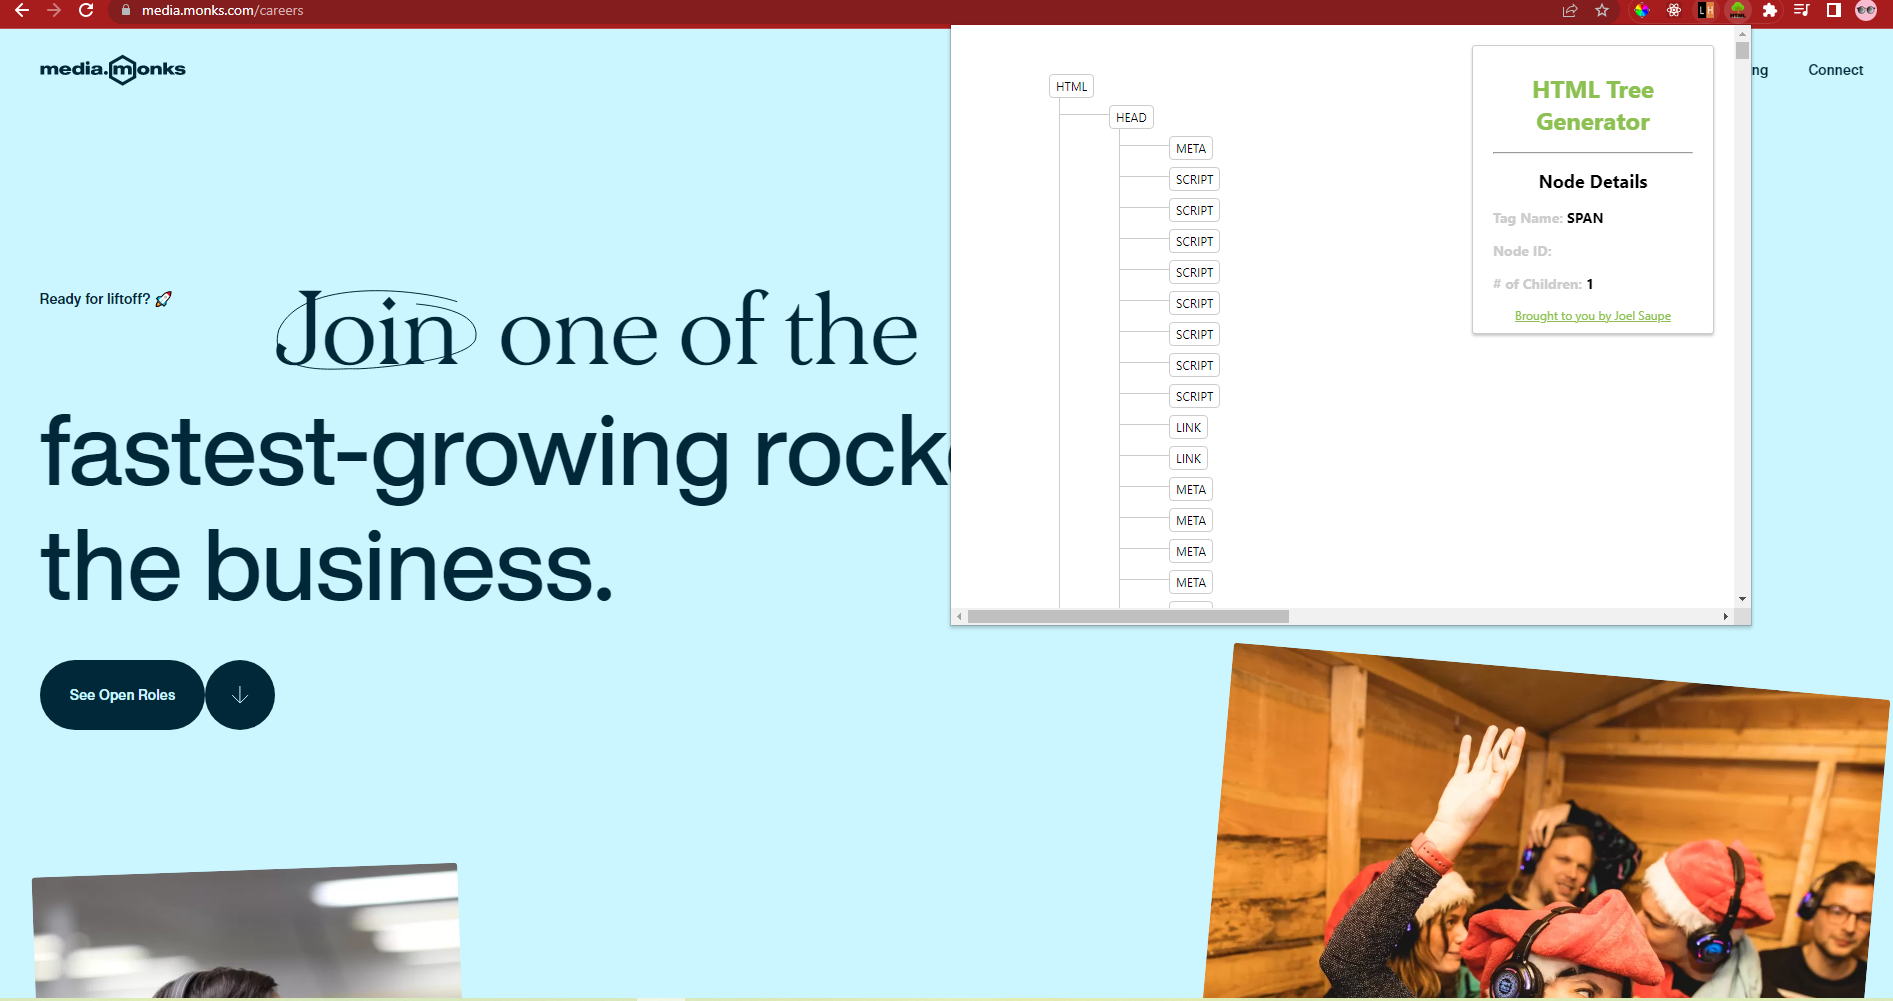 media.monks.com/careers
media.monks
ng
Connect
Ready for liftoff?
Join one of the
fastest-growing rock
the business.
See Open Roles
HTML
HEAD
META
SCRIPT
SCRIPT
SCRIPT
SCRIPT
SCRIPT
SCRIPT
SCRIPT
SCRIPT
LINK
LINK
META
META
META
META
HTML Tree
Generator
Node Details
Tag Name: SPAN
Node ID:
# of Children: 1
Brought to you by Joel Saupe